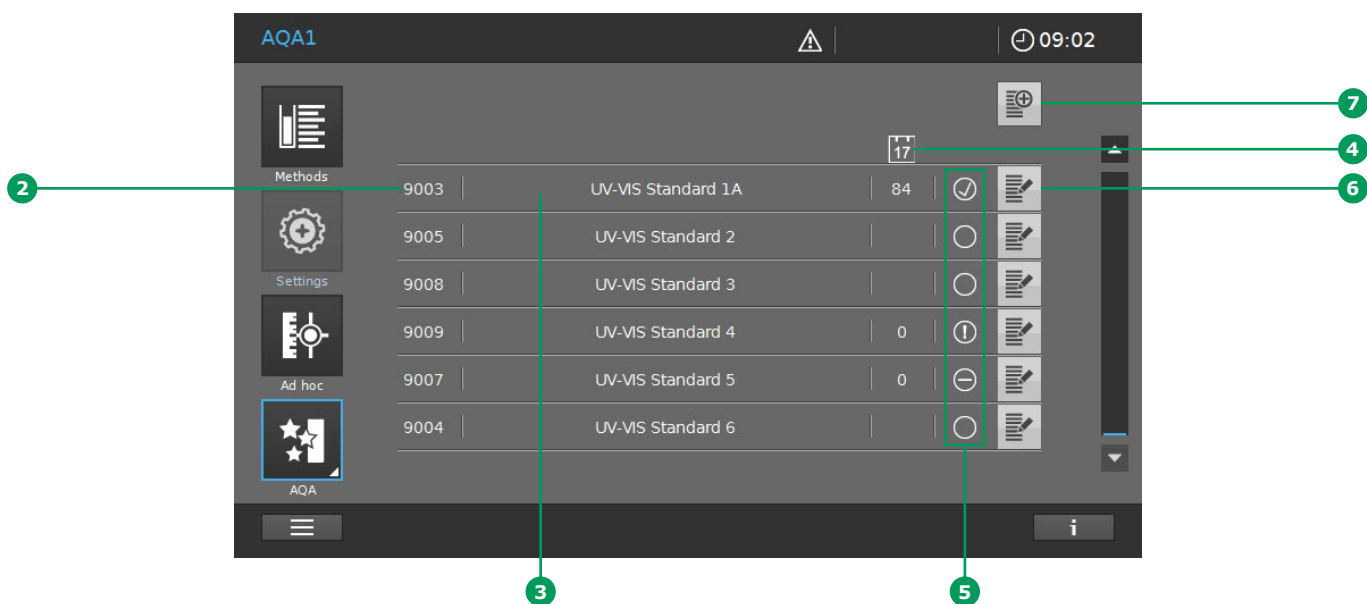 AQA1
09:02
7
17
4
Methods
2
9003 UV-VIS Standard 1A 84
6
9005 UV-VIS Standard 2
Settings
9008 UV-VIS Standard 3
9009 UV-VIS Standard 4 0
Ad hoc
9007 UV-VIS Standard 5 0
9004 UV-VIS Standard 6
AQA
i
3
5